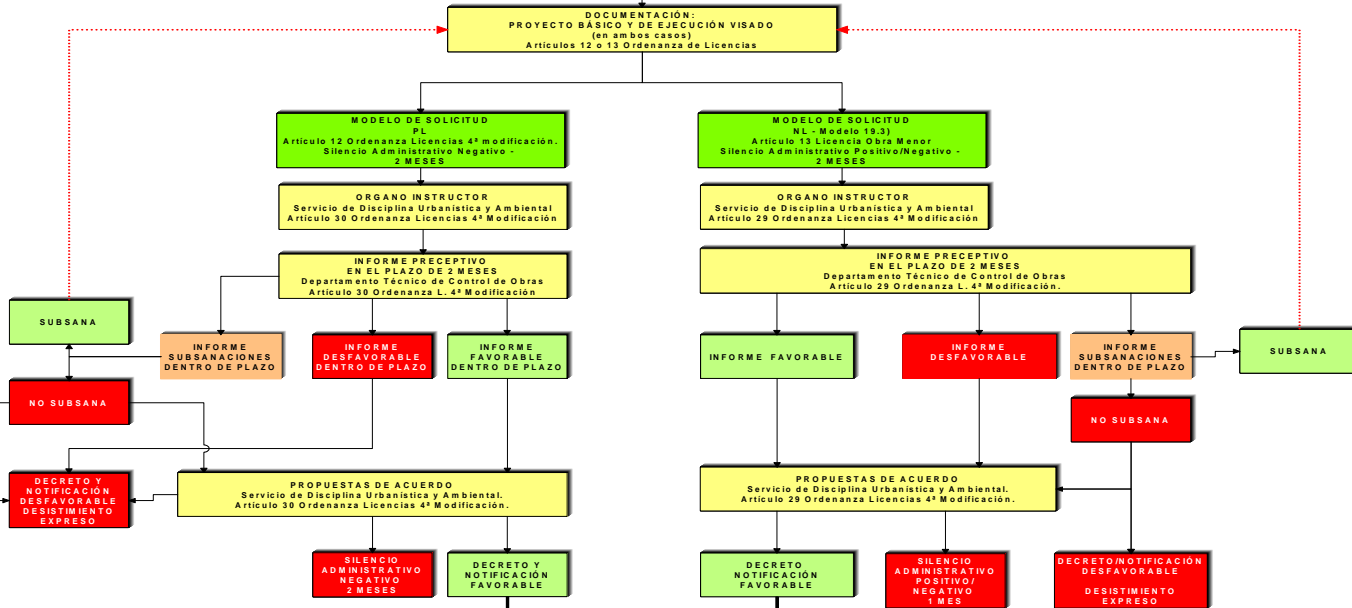 DOCUMENTACIÓN:
PROYECTO BÁSICO Y DE EJECUCIÓN VISADO
(en ambos casos)
Artículos 12 o 13 Ordenanza de Licencias
MODELO DE SOLICITUD
PL
Artículo 12 Ordenanza Licencias 4ª modificación.
Silencio Administrativo Negativo -
2 MESES
MODELO DE SOLICITUD
NL - Modelo 19.3)
Artículo 13 Licencia Obra Menor
Silencio Administrativo Positivo/Negativo -
2 MESES
ORGANO INSTRUCTOR
Servicio de Disciplina Urbanística y Ambiental
Artículo 30 Ordenanza Licencias 4ª Modificación
ORGANO INSTRUCTOR
Servicio de Disciplina Urbanística y Ambiental
Artículo 29 Ordenanza Licencias 4ª Modificación
INFORME PRECEPTIVO
EN EL PLAZO DE 2 MESES
Departamento Técnico de Control de Obras
Artículo 30 Ordenanza L. 4ª Modificación
INFORME PRECEPTIVO
EN EL PLAZO DE 2 MESES
Departamento Técnico de Control de Obras
Artículo 29 Ordenanza L. 4ª Modificación.
SUBSANA
INFORME
SUBSANACIONES
DENTRO DE PLAZO
INFORME
DESFAVORABLE
DENTRO DE PLAZO
INFORME
FAVORABLE
DENTRO DE PLAZO
INFORME FAVORABLE
INFORME
DESFAVORABLE
INFORME
SUBSANACIONES
DENTRO DE PLAZO
SUBSANA
NO SUBSANA
NO SUBSANA
DECRETO Y
NOTIFICACIÓN
DESFAVORABLE
DESISTIMIENTO
EXPRESO
PROPUESTAS DE ACUERDO
Servicio de Disciplina Urbanística y Ambiental.
Artículo 30 Ordenanza Licencias 4ª Modificación.
PROPUESTAS DE ACUERDO
Servicio de Disciplina Urbanística y Ambiental.
Artículo 29 Ordenanza Licencias 4ª Modificación.
SILENCIO
ADMINISTRATIVO
NEGATIVO
2 MESES
DECRETO Y
NOTIFICACIÓN
FAVORABLE
DECRETO
NOTIFICACIÓN
FAVORABLE
SILENCIO
ADMINISTRATIVO
POSITIVO/
NEGATIVO
1 MES
DECRETO/NOTIFICACIÓN
DESFAVORABLE
DESISTIMIENTO
EXPRESO